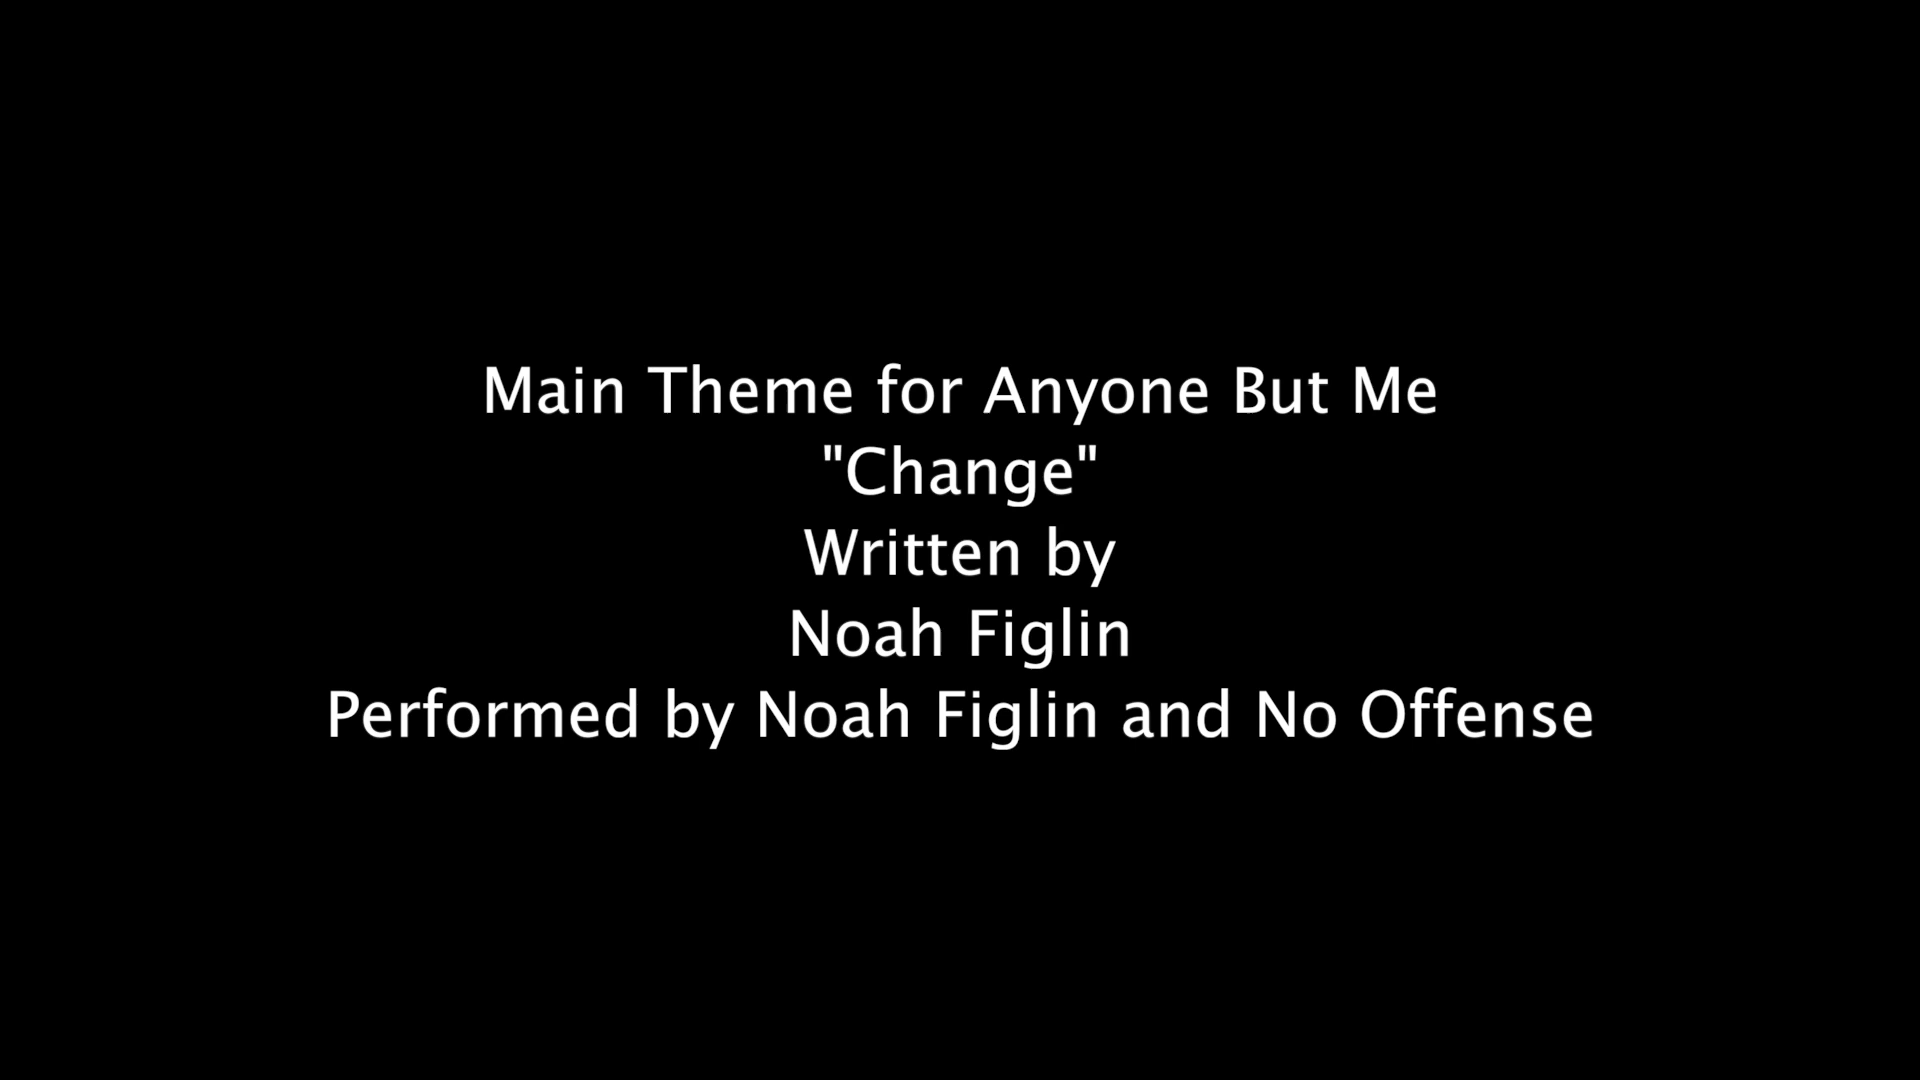 Main Theme for Anyone But Me
"Change"
Written by
Noah Figlin
Performed by Noah Figlin and No Offense